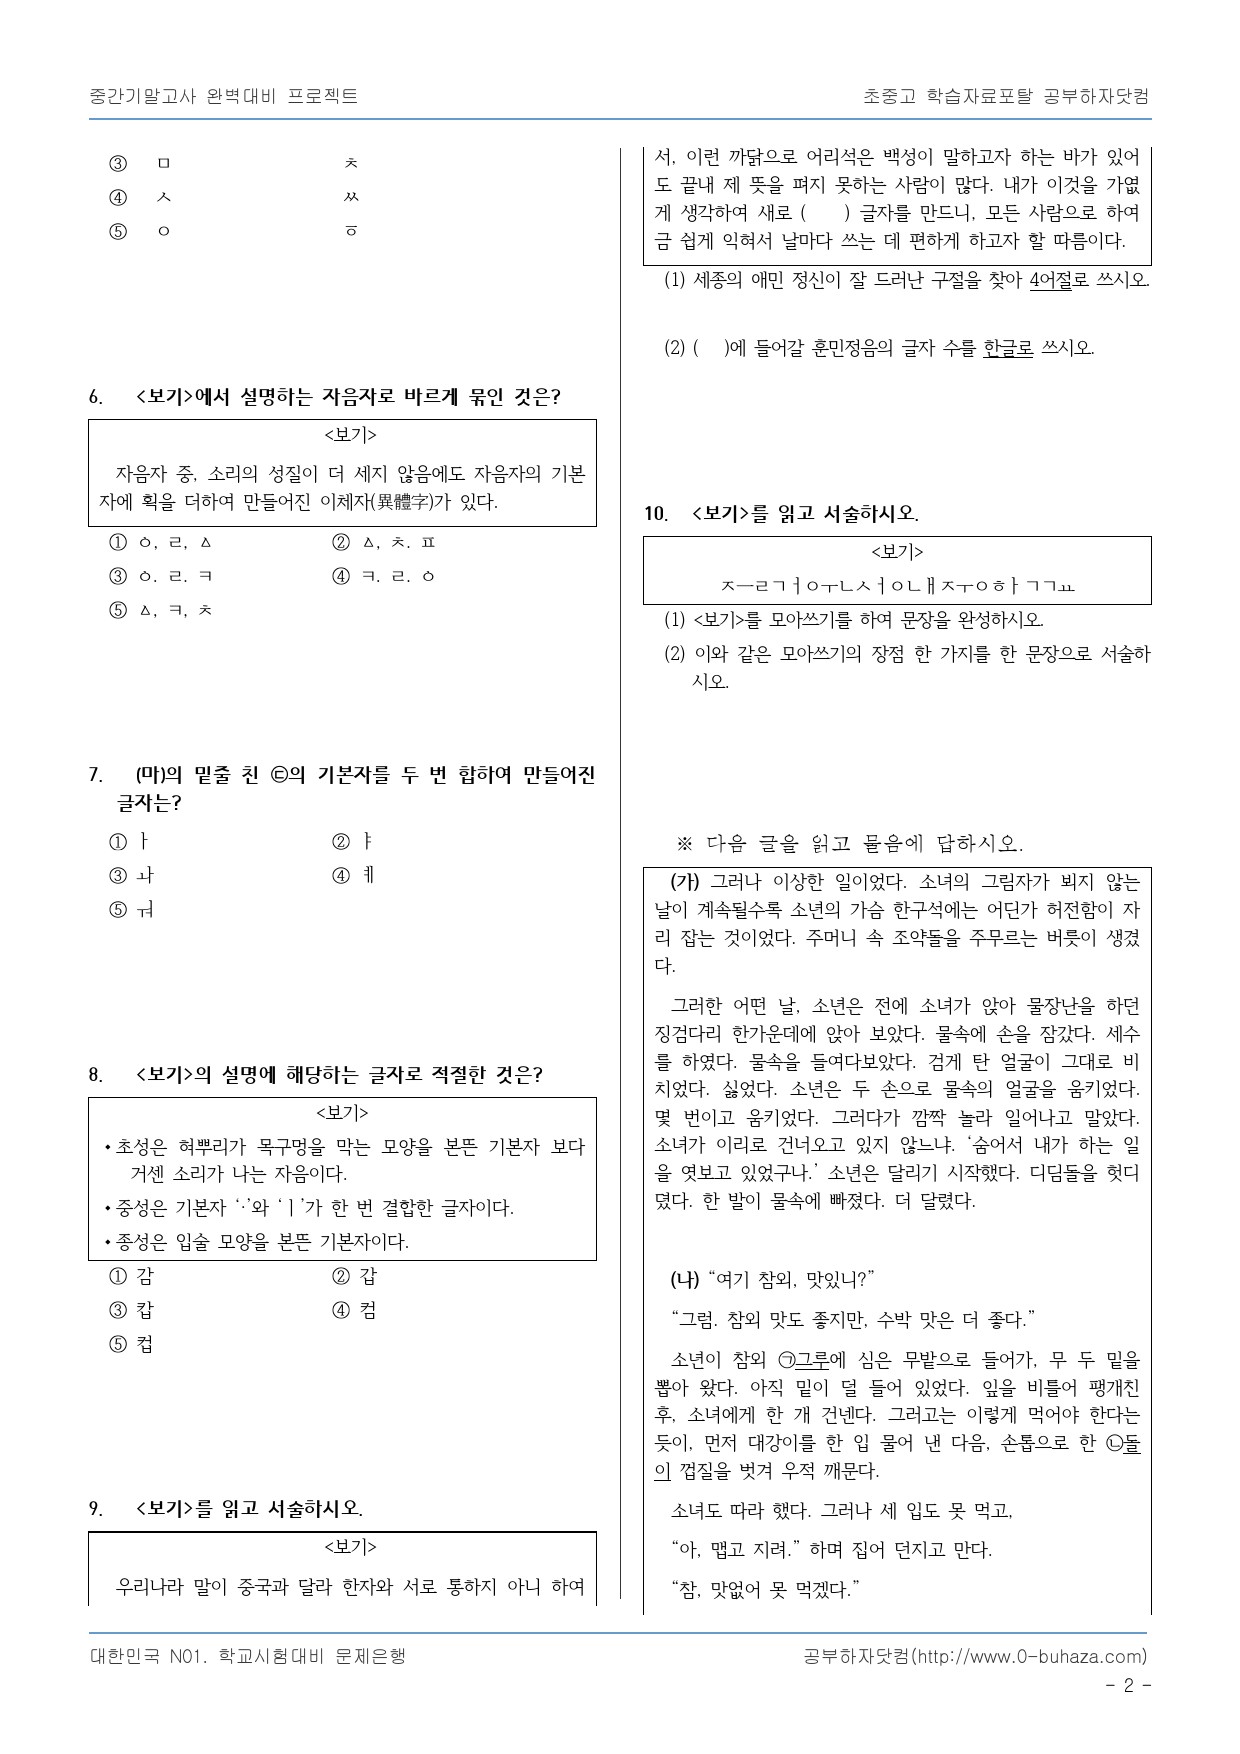 중간기말고사 완벽대비 프로젝트
초중고 학습자료포탈 공부하자닷컴
③ ㅁ ㅊ
④ ㅅ ㅆ
⑤ ㅇ ㆆ
6. <보기>에서 설명하는 자음자로 바르게 묶인 것은?
<보기>
자음자 중, 소리의 성질이 더 세지 않음에도 자음자의 기본
자에 획을 더하여 만들어진 이체자(異體字)가 있다.
① ㆁ, ㄹ, ㅿ ② ㅿ, ㅊ. ㅍ
③ ㆁ. ㄹ. ㅋ ④ ㅋ. ㄹ. ㆁ
⑤ ㅿ, ㅋ, ㅊ
7. (마)의 밑줄 친 ㉢의 기본자를 두 번 합하여 만들어진
글자는?
① ㅏ ② ㅑ
③ ㅘ ④ ㅖ
⑤ ㅝ
8. <보기>의 설명에 해당하는 글자로 적절한 것은?
<보기>
• 초성은 혀뿌리가 목구멍을 막는 모양을 본뜬 기본자 보다
거센 소리가 나는 자음이다.
• 중성은 기본자 ‘·’와 ‘ㅣ’가 한 번 결합한 글자이다.
• 종성은 입술 모양을 본뜬 기본자이다.
① 감 ② 갑
③ 캅 ④ 컴
⑤ 컵
9. <보기>를 읽고 서술하시오.
<보기>
우리나라 말이 중국과 달라 한자와 서로 통하지 아니 하여
서, 이런 까닭으로 어리석은 백성이 말하고자 하는 바가 있어
도 끝내 제 뜻을 펴지 못하는 사람이 많다. 내가 이것을 가엾
게 생각하여 새로 ( ) 글자를 만드니, 모든 사람으로 하여
금 쉽게 익혀서 날마다 쓰는 데 편하게 하고자 할 따름이다.
(1) 세종의 애민 정신이 잘 드러난 구절을 찾아 4어절로 쓰시오.
(2) ( )에 들어갈 훈민정음의 글자 수를 한글로 쓰시오.
10. <보기>를 읽고 서술하시오.
<보기>
ㅈㅡㄹㄱㅓㅇㅜㄴㅅㅓㅇㄴㅐㅈㅜㅇㅎㅏㄱㄱㅛ
(1) <보기>를 모아쓰기를 하여 문장을 완성하시오.
(2) 이와 같은 모아쓰기의 장점 한 가지를 한 문장으로 서술하
시오.
※ 다음 글을 읽고 물음에 답하시오.
(가) 그러나 이상한 일이었다. 소녀의 그림자가 뵈지 않는
날이 계속될수록 소년의 가슴 한구석에는 어딘가 허전함이 자
리 잡는 것이었다. 주머니 속 조약돌을 주무르는 버릇이 생겼
다.
그러한 어떤 날, 소년은 전에 소녀가 앉아 물장난을 하던
징검다리 한가운데에 앉아 보았다. 물속에 손을 잠갔다. 세수
를 하였다. 물속을 들여다보았다. 검게 탄 얼굴이 그대로 비
치었다. 싫었다. 소년은 두 손으로 물속의 얼굴을 움키었다.
몇 번이고 움키었다. 그러다가 깜짝 놀라 일어나고 말았다.
소녀가 이리로 건너오고 있지 않느냐. ‘숨어서 내가 하는 일
을 엿보고 있었구나.’ 소년은 달리기 시작했다. 디딤돌을 헛디
뎠다. 한 발이 물속에 빠졌다. 더 달렸다.
(나) “여기 참외, 맛있니?”
“그럼. 참외 맛도 좋지만, 수박 맛은 더 좋다.”
소년이 참외 ㉠그루에 심은 무밭으로 들어가, 무 두 밑을
뽑아 왔다. 아직 밑이 덜 들어 있었다. 잎을 비틀어 팽개친
후, 소녀에게 한 개 건넨다. 그러고는 이렇게 먹어야 한다는
듯이, 먼저 대강이를 한 입 물어 낸 다음, 손톱으로 한 ㉡돌
이 껍질을 벗겨 우적 깨문다.
소녀도 따라 했다. 그러나 세 입도 못 먹고,
“아, 맵고 지려.” 하며 집어 던지고 만다.
“참, 맛없어 못 먹겠다.”
대한민국 N01. 학교시험대비 문제은행
공부하자닷컴(http://www.0-buhaza.com)
- 2 -